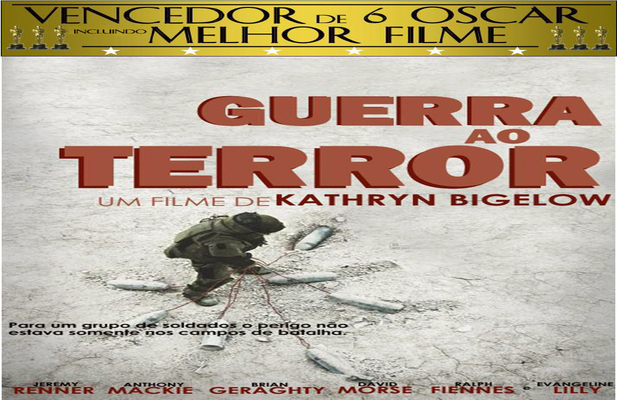 VENCEDOR DE 6 OSCAR
INCLUINDO MELHOR FILME
GUERRA
AO
TERROR
UM FILME DE KATHRYN BIGELOW
Para um grupo de soldados o perigo não
estava somente nos campos de batalha.
JEREMY RENNER ANTHONY MACKIE BRIAN GERAGHTY DAVID MORSE RALPH FIENNES e EVANGELINE LILLY